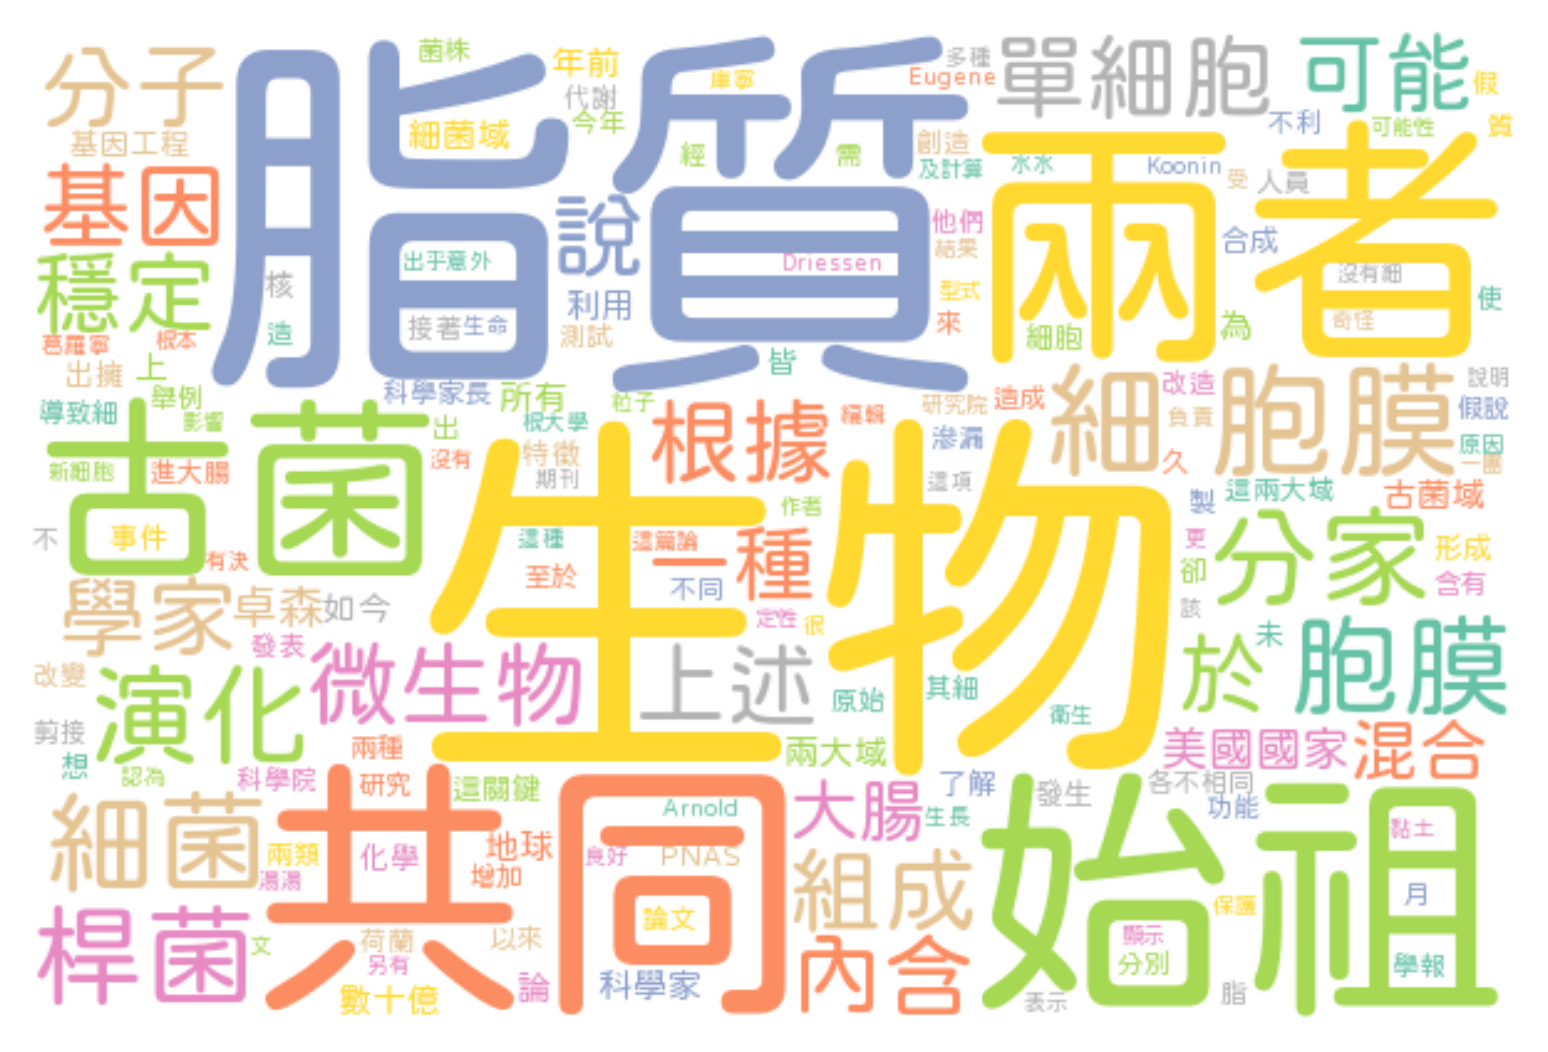 分子
脂質
菌株
年前
庫寧
多種
Eugene
單細胞
可能
假
代謝
今年
細菌域
經
需
創造
及計算
水水
不利
可能性
質
基因工程
兩者
Koonin
受
人員
基因
說
他們
結果
合成
穩定
核
出乎意外
Driessen
沒有細
利用
型式
使
接著
生命
測試
來
細胞
為
奇怪
造
葛羅寧
根本
皆
出擁
上
科學家長
所有
粒子
細胞膜
改造
說明
舉例
研究院
造成
負責
假說
導致細
影響
古菌
出
根大學
根據
編輯
滲漏
原因
一團
新細胞
進大腸
沒有
特徵
期刊
生物
這項
久
製
這兩大域
古菌域
作者
不
事件
有決
這種
這篇論
一種
更
分家
形成
至於
不同
卻
含有
學家
卓森
如今
定性
很
該
發表
微生物
上述
未
於
胞膜
改變
演化
原始
其細
衛生
剪接
想
認為
科學院
兩種
研究
這關鍵
兩大域
美國國家
混合
了解
發生
各不相同
細菌
共同
Arnold
大腸
生長
始祖
功能
兩類
湯湯
化學
地球
增加
良好
PNAS
組成
黏土
月
桿菌
文
荷蘭
另有
以來
論文
保護
顯示
分別
學報
數十億
論
科學家
內含
表示
脂